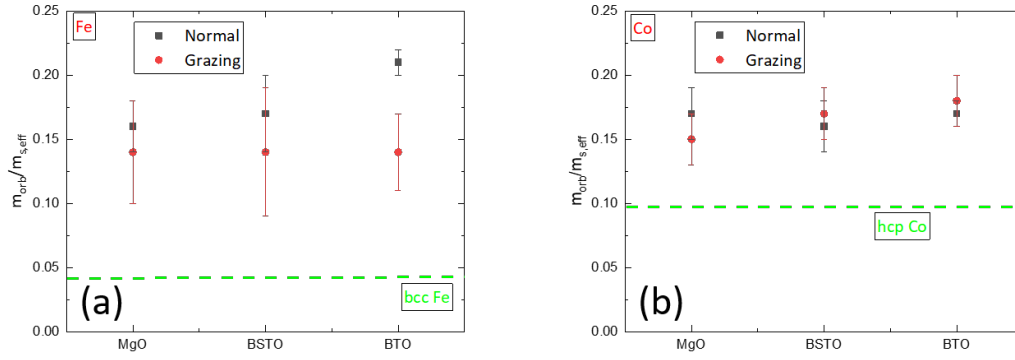 Fe
Normal
Grazing
m_orb/m_s,eff
0.25
0.20
0.15
0.10
0.05
0.00
bcc Fe
(a)
MgO BSTO BTO
Co
Normal
Grazing
m_orb/m_s,eff
0.25
0.20
0.15
0.10
0.05
0.00
hcp Co
(b)
MgO BSTO BTO